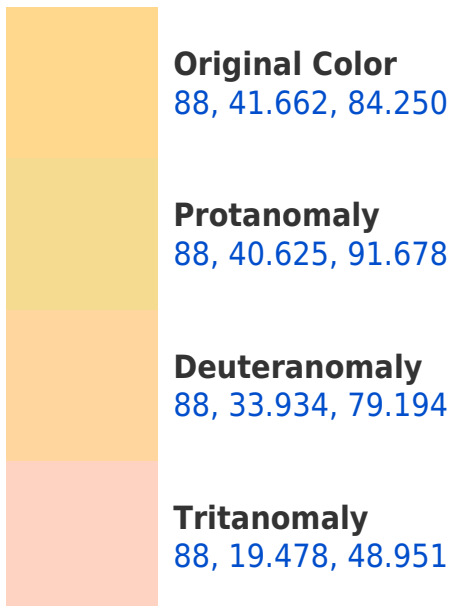 Original Color
88, 41.662, 84.250
Protanomaly
88, 40.625, 91.678
Deuteranomaly
88, 33.934, 79.194
Tritanomaly
88, 19.478, 48.951